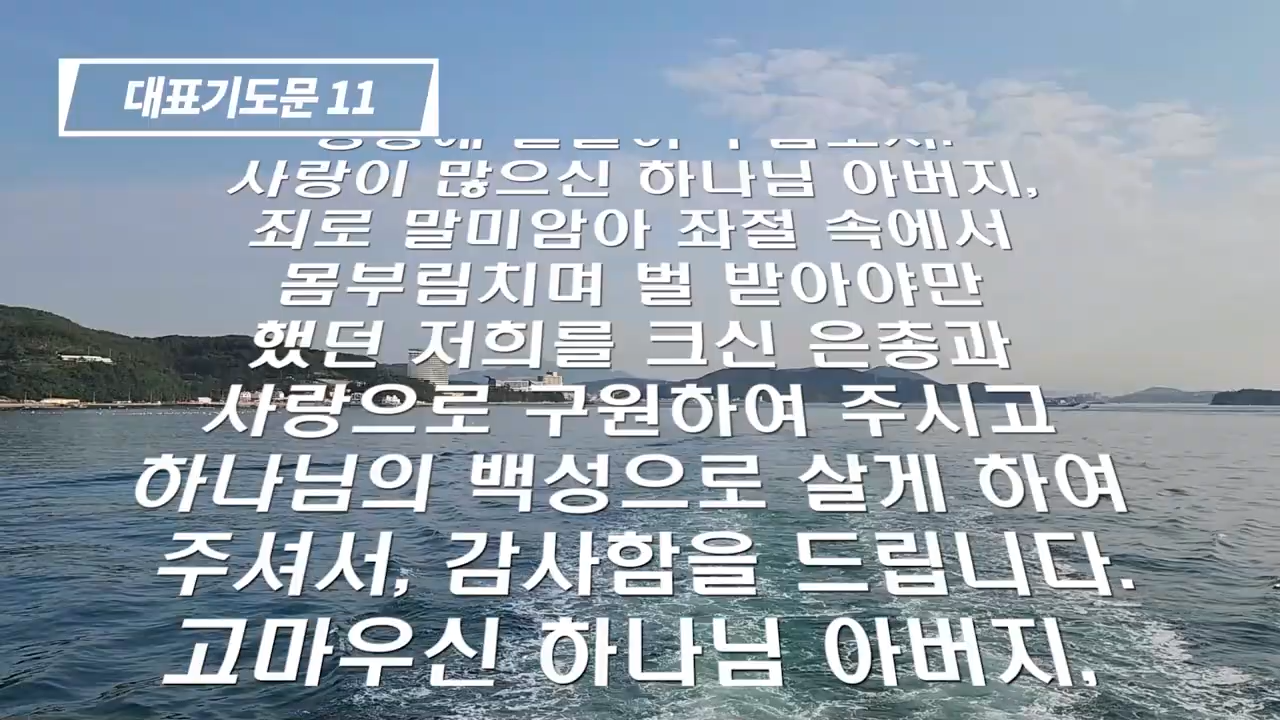 대표기도문 11
사랑이 많으신 하나님 아버지,
죄로 말미암아 좌절 속에서
몸부림치며 벌 받아야만
했던 저희를 크신 은총과
사랑으로 구원하여 주시고
하나님의 백성으로 살게 하여
주셔서, 감사함을 드립니다.
고마우신 하나님 아버지,